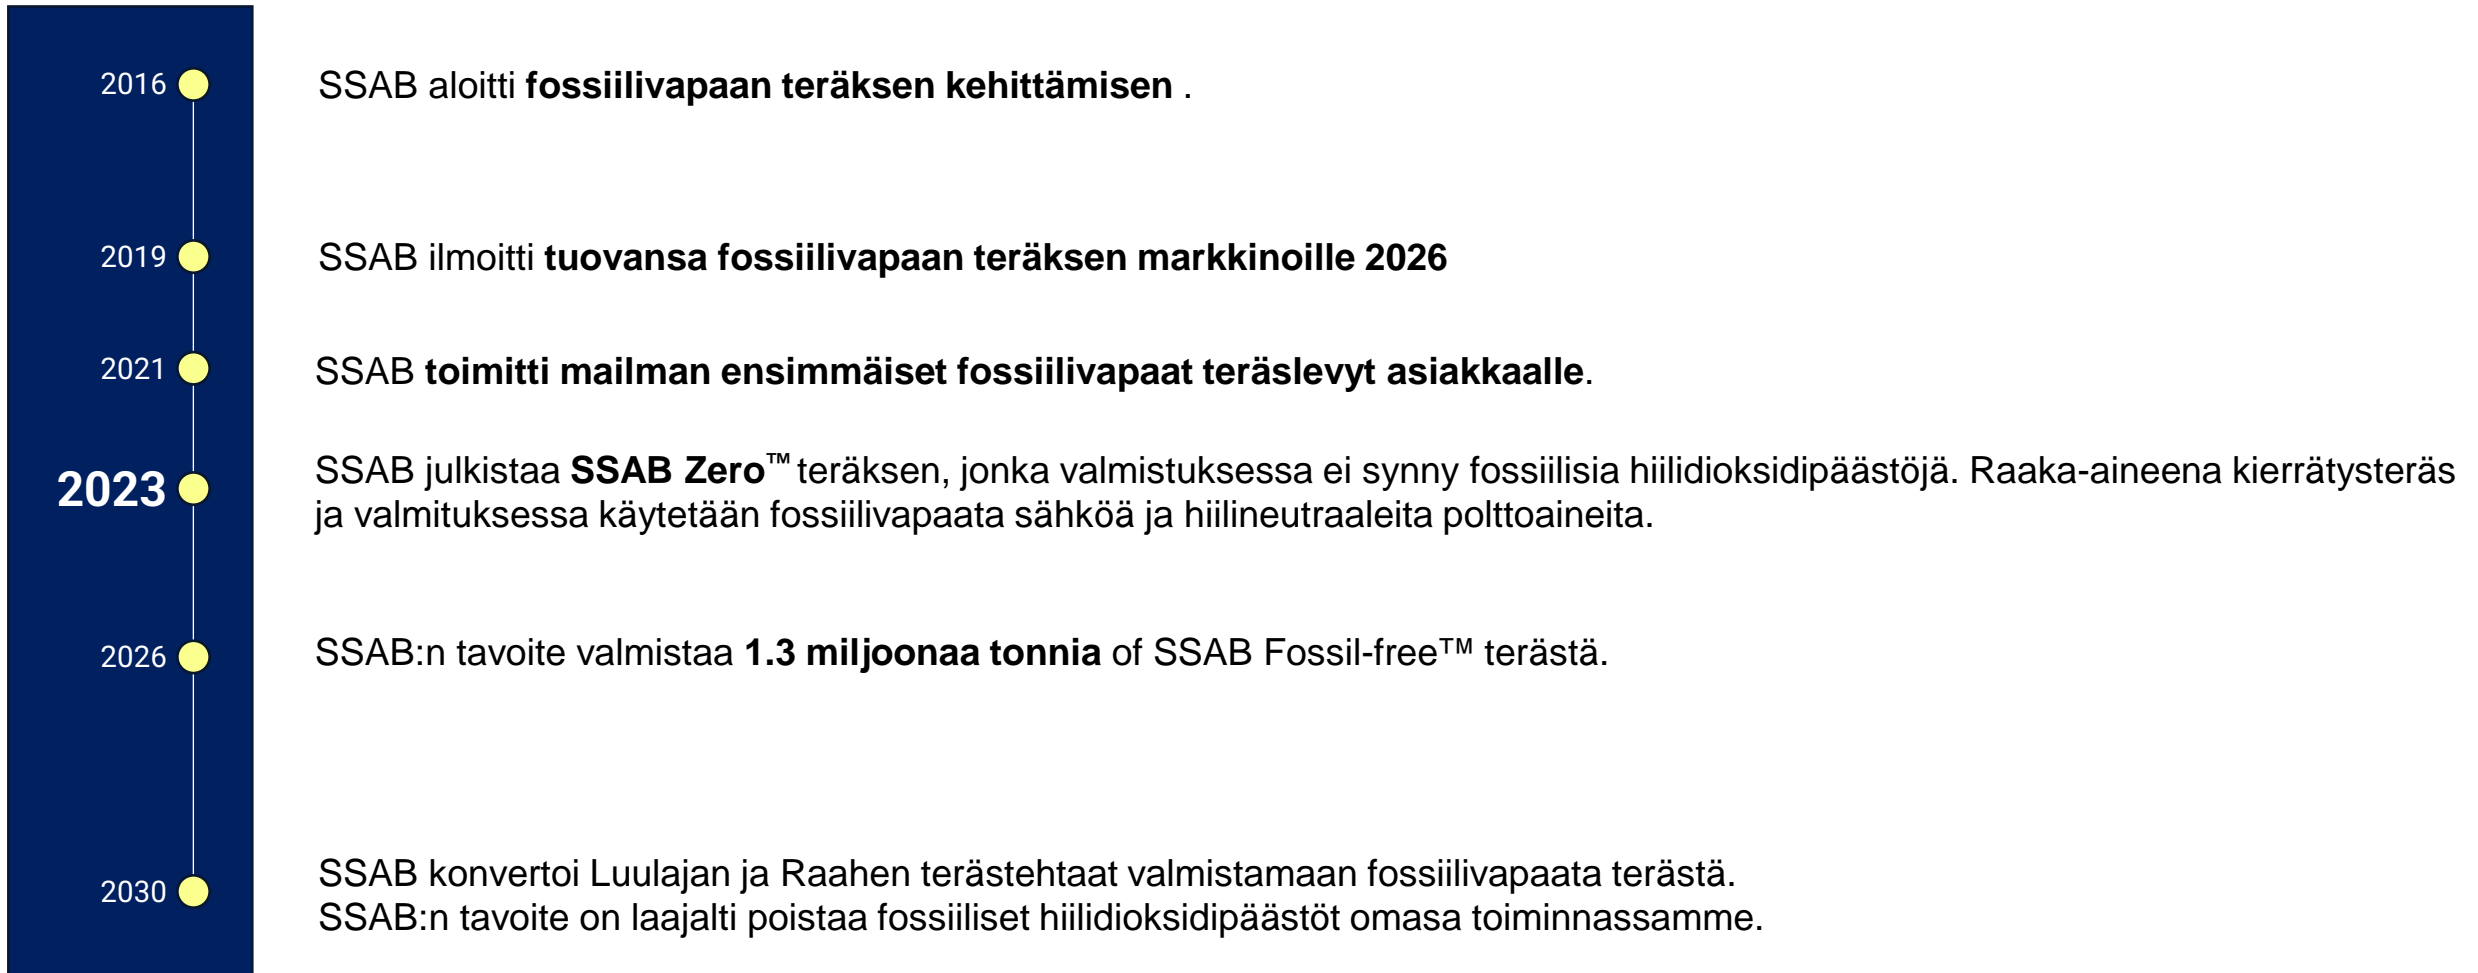 2016 SSAB aloitti fossiilivapaan teräksen kehittämisen .
2019 SSAB ilmoitti tuovansa fossiilivapaan teräksen markkinoille 2026
2021 SSAB toimitti mailman ensimmäiset fossiilivapaat teräslevyt asiakkaalle.
2023 SSAB julkistaa SSAB Zero™ teräksen, jonka valmistuksessa ei synny fossiilisia hiilidioksidipäästöjä. Raaka-aineena kierrätysteräs
ja valmituksessa käytetään fossiilivapaata sähköä ja hiilineutraaleita polttoaineita.
2026 SSAB:n tavoite valmistaa 1.3 miljoonaa tonnia of SSAB Fossil-free™ terästä.
2030 SSAB konvertoi Luulajan ja Raahen terästehtaat valmistamaan fossiilivapaata terästä.
SSAB:n tavoite on laajalti poistaa fossiiliset hiilidioksidipäästöt omasa toiminnassamme.